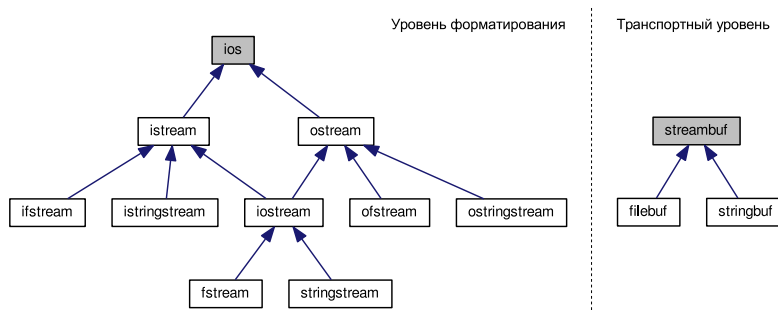 Уровень форматирования
Транспортный уровень
ios
istream
ostream
streambuf
ifstream
istringstream
iostream
ofstream
ostringstream
filebuf
stringbuf
fstream
stringstream